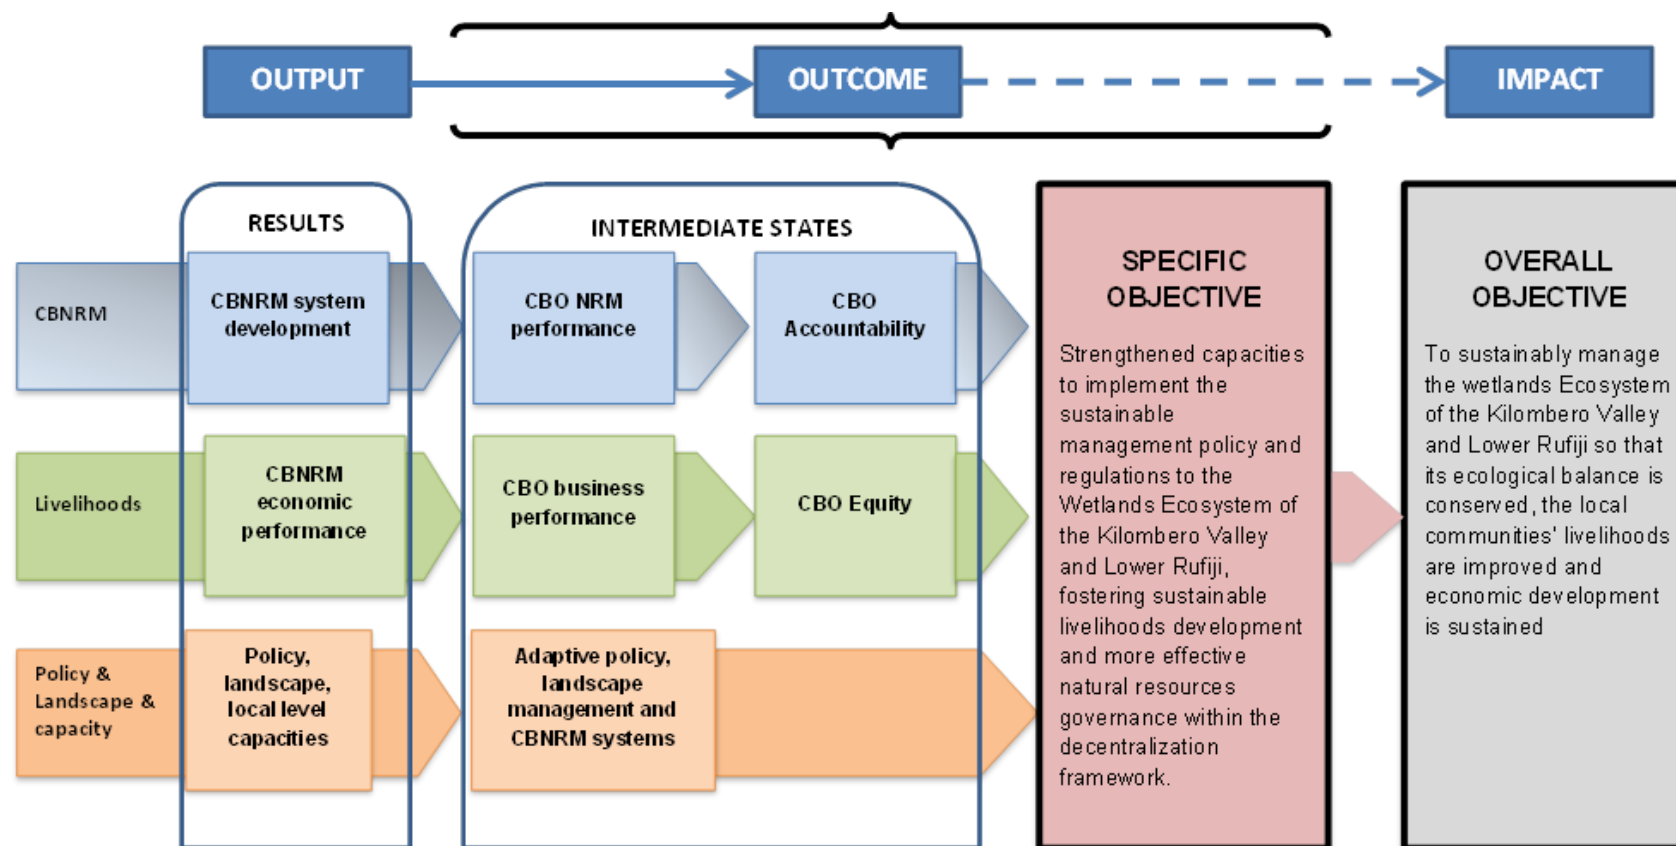 OUTPUT
OUTCOME
IMPACT
RESULTS
INTERMEDIATE STATES
CBNRM
CBNRM system
development
CBO NRM
performance
CBO
Accountability
Livelihoods
CBNRM
economic
performance
CBO business
performance
CBO Equity
Policy &
Landscape &
capacity
Policy,
landscape,
local level
capacities
Adaptive policy,
landscape
management and
CBNRM systems
SPECIFIC
OBJECTIVE
Strengthened capacities
to implement the
sustainable
management policy and
regulations to the
Wetlands Ecosystem of
the Kilombero Valley
and Lower Rufiji,
fostering sustainable
livelihoods development
and more effective
natural resources
governance within the
decentralization
framework.
OVERALL
OBJECTIVE
To sustainably manage
the wetlands Ecosystem
of the Kilombero Valley
and Lower Rufiji so that
its ecological balance is
conserved, the local
communities' livelihoods
are improved and
economic development
is sustained